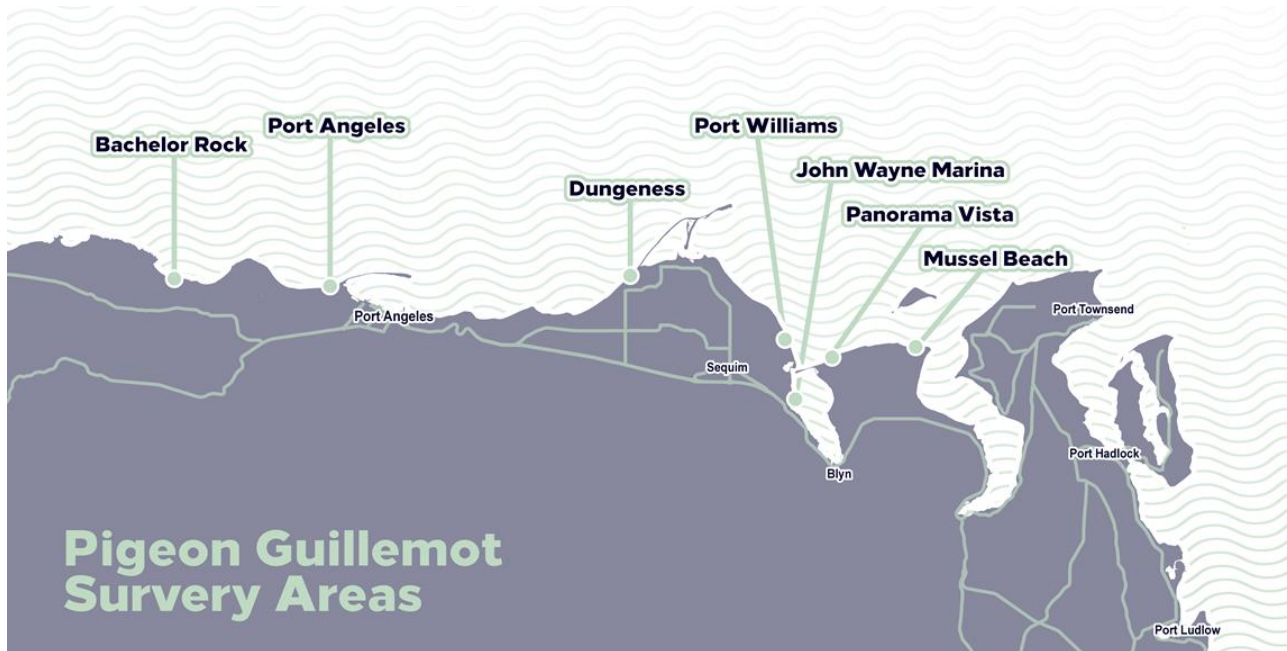 Bachelor Rock
Port Angeles
Dungeness
Port Williams
John Wayne Marina
Panorama Vista
Mussel Beach
Port Angeles
Sequim
Blyn
Port Townsend
Port Hadlock
Port Ludlow
Pigeon Guillemot
Survery Areas